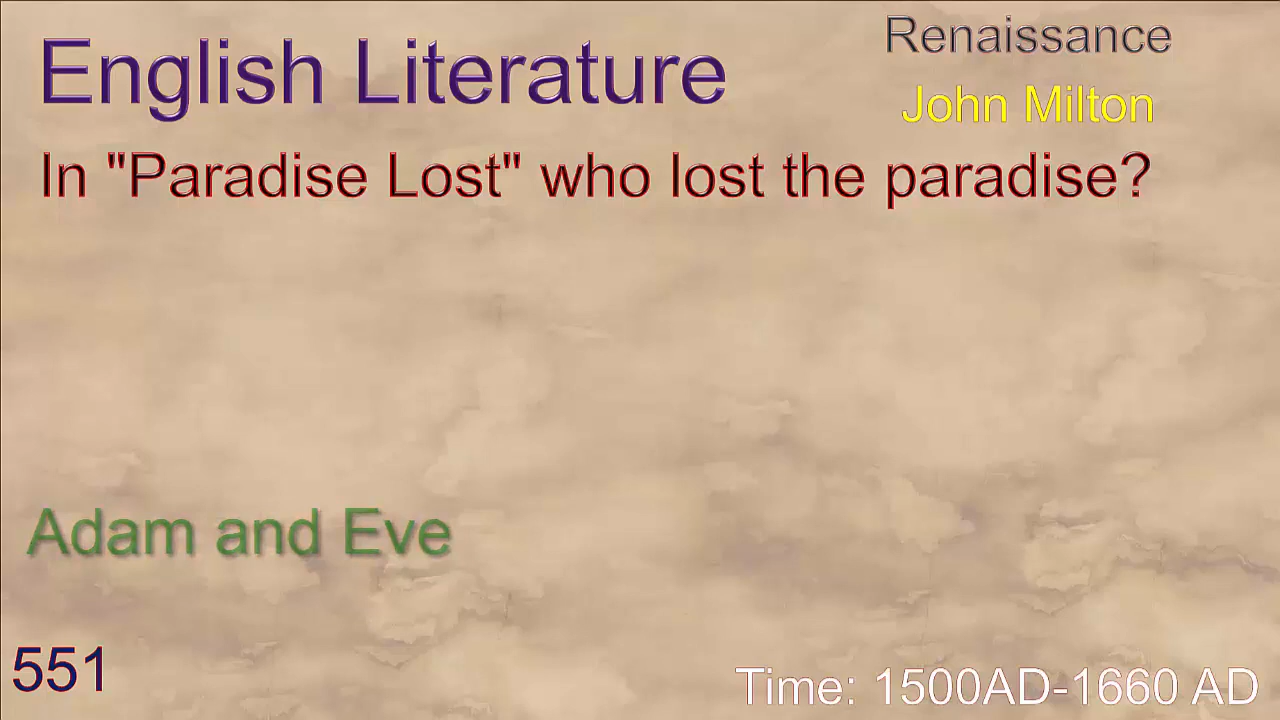 English Literature
Renaissance
John Milton
In "Paradise Lost" who lost the paradise?
Adam and Eve
551
Time: 1500AD-1660 AD